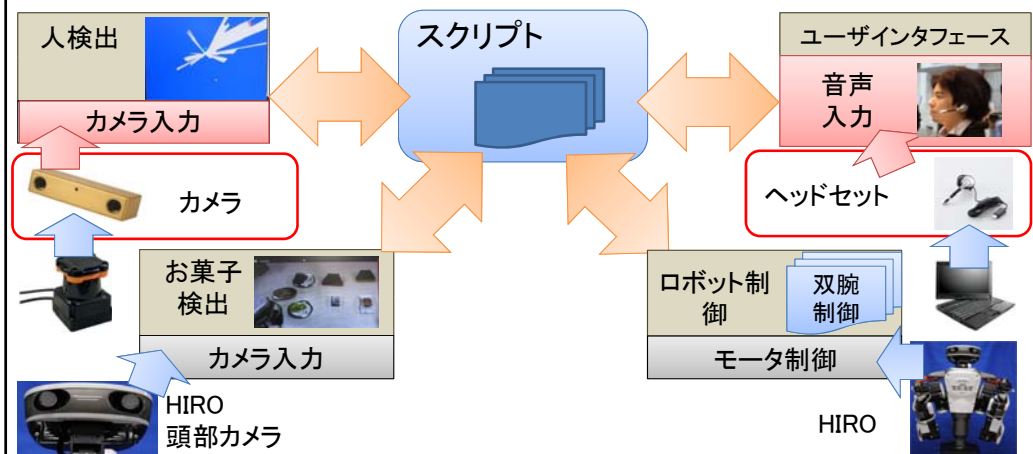 人検出
カメラ入力
スクリプト
ユーザインタフェース
音声
入力
カメラ
ヘッドセット
お菓子
検出
カメラ入力
ロボット制
御
双腕
制御
モータ制御
HIRO
頭部カメラ
HIRO